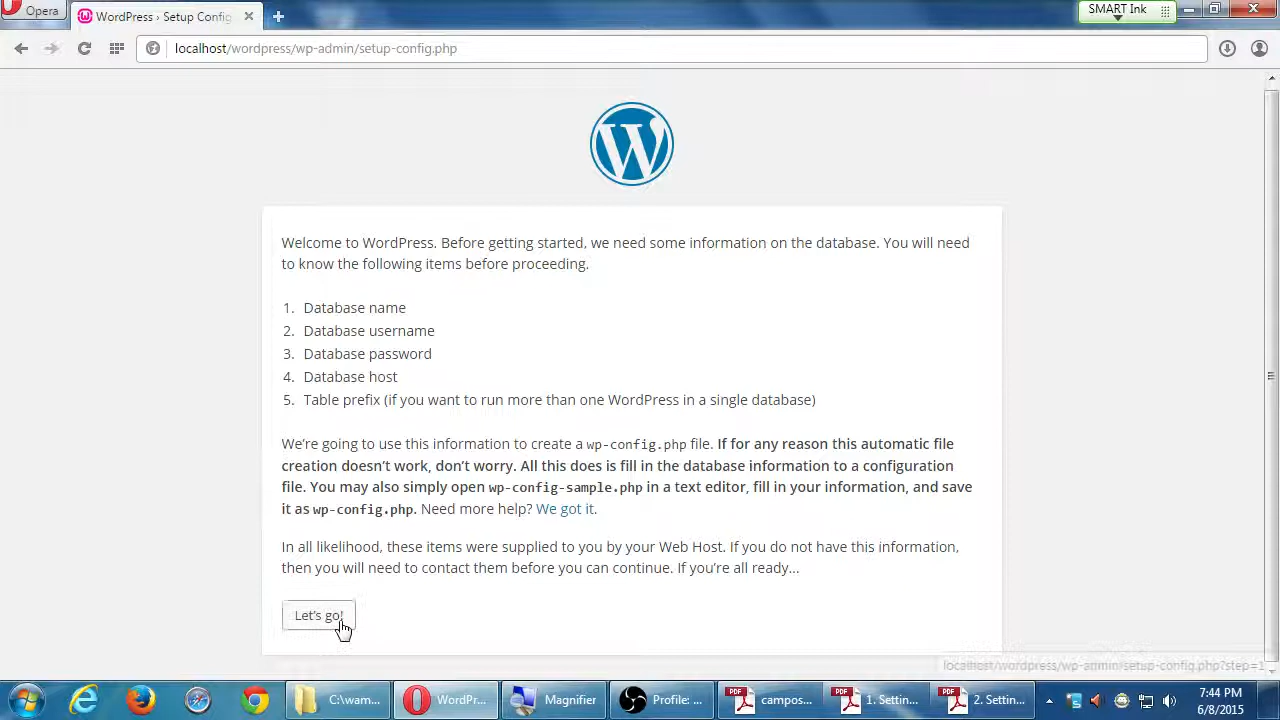 Opera
WordPress › Setup Config
SMART Ink
localhost/wordpress/wp-admin/setup-config.php
W
Welcome to WordPress. Before getting started, we need some information on the database. You will need
to know the following items before proceeding.
1. Database name
2. Database username
3. Database password
4. Database host
5. Table prefix (if you want to run more than one WordPress in a single database)
We're going to use this information to create a wp-config.php file. If for any reason this automatic file
creation doesn't work, don't worry. All this does is fill in the database information to a configuration
file. You may also simply open wp-config-sample.php in a text editor, fill in your information, and save
it as wp-config.php. Need more help? We got it.
In all likelihood, these items were supplied to you by your Web Host. If you do not have this information,
then you will need to contact them before you can continue. If you're all ready...
Let's go!
localhost/wordpress/wp-admin/setup-config.php?step=1
C:\wam... WordPr... Magnifier Profile: ... PDF campos... PDF 1. Settin... PDF 2. Settin... 7:44 PM
6/8/2015